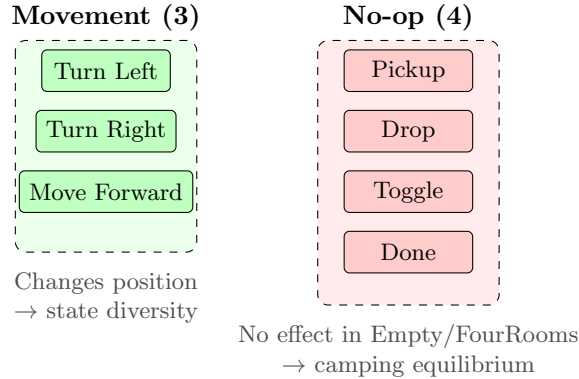 Movement (3)
Turn Left
Turn Right
Move Forward
Changes position
→ state diversity
No-op (4)
Pickup
Drop
Toggle
Done
No effect in Empty/FourRooms
→ camping equilibrium